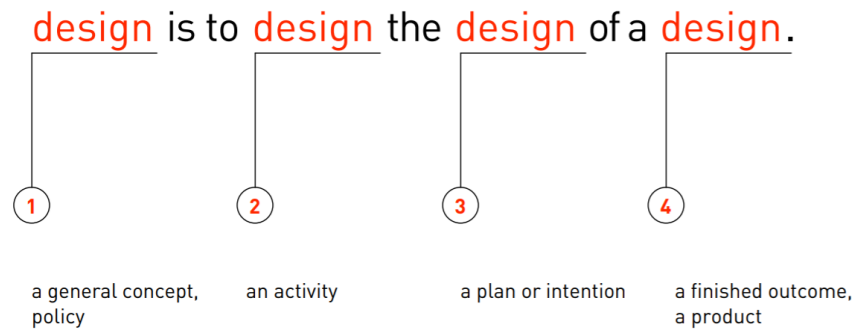 design is to design the design of a design.
1 2 3 4
a general concept, an activity a plan or intention a finished outcome,
policy a product